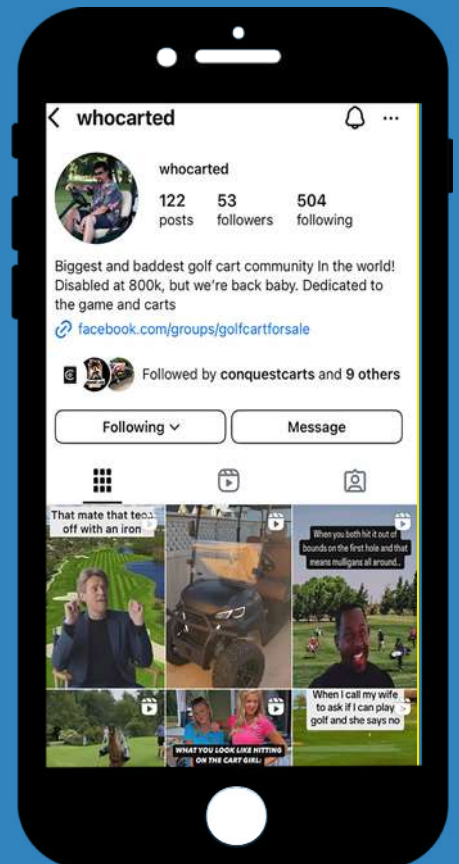 whocarted
whocarted
122 53 504
posts followers following
Biggest and baddest golf cart community In the world!
Disabled at 800k, but we're back baby. Dedicated to
the game and carts
facebook.com/groups/golfcartforsale
Followed by conquestcarts and 9 others
Following Message
That mate that tees
off with an iron
When you both hit it out of
bounds on the first hole and that
means mulligans all around..
WHAT YOU LOOK LIKE HITTING
ON THE CART GIRL:
When I call my wife
to ask if I can play
golf and she says no